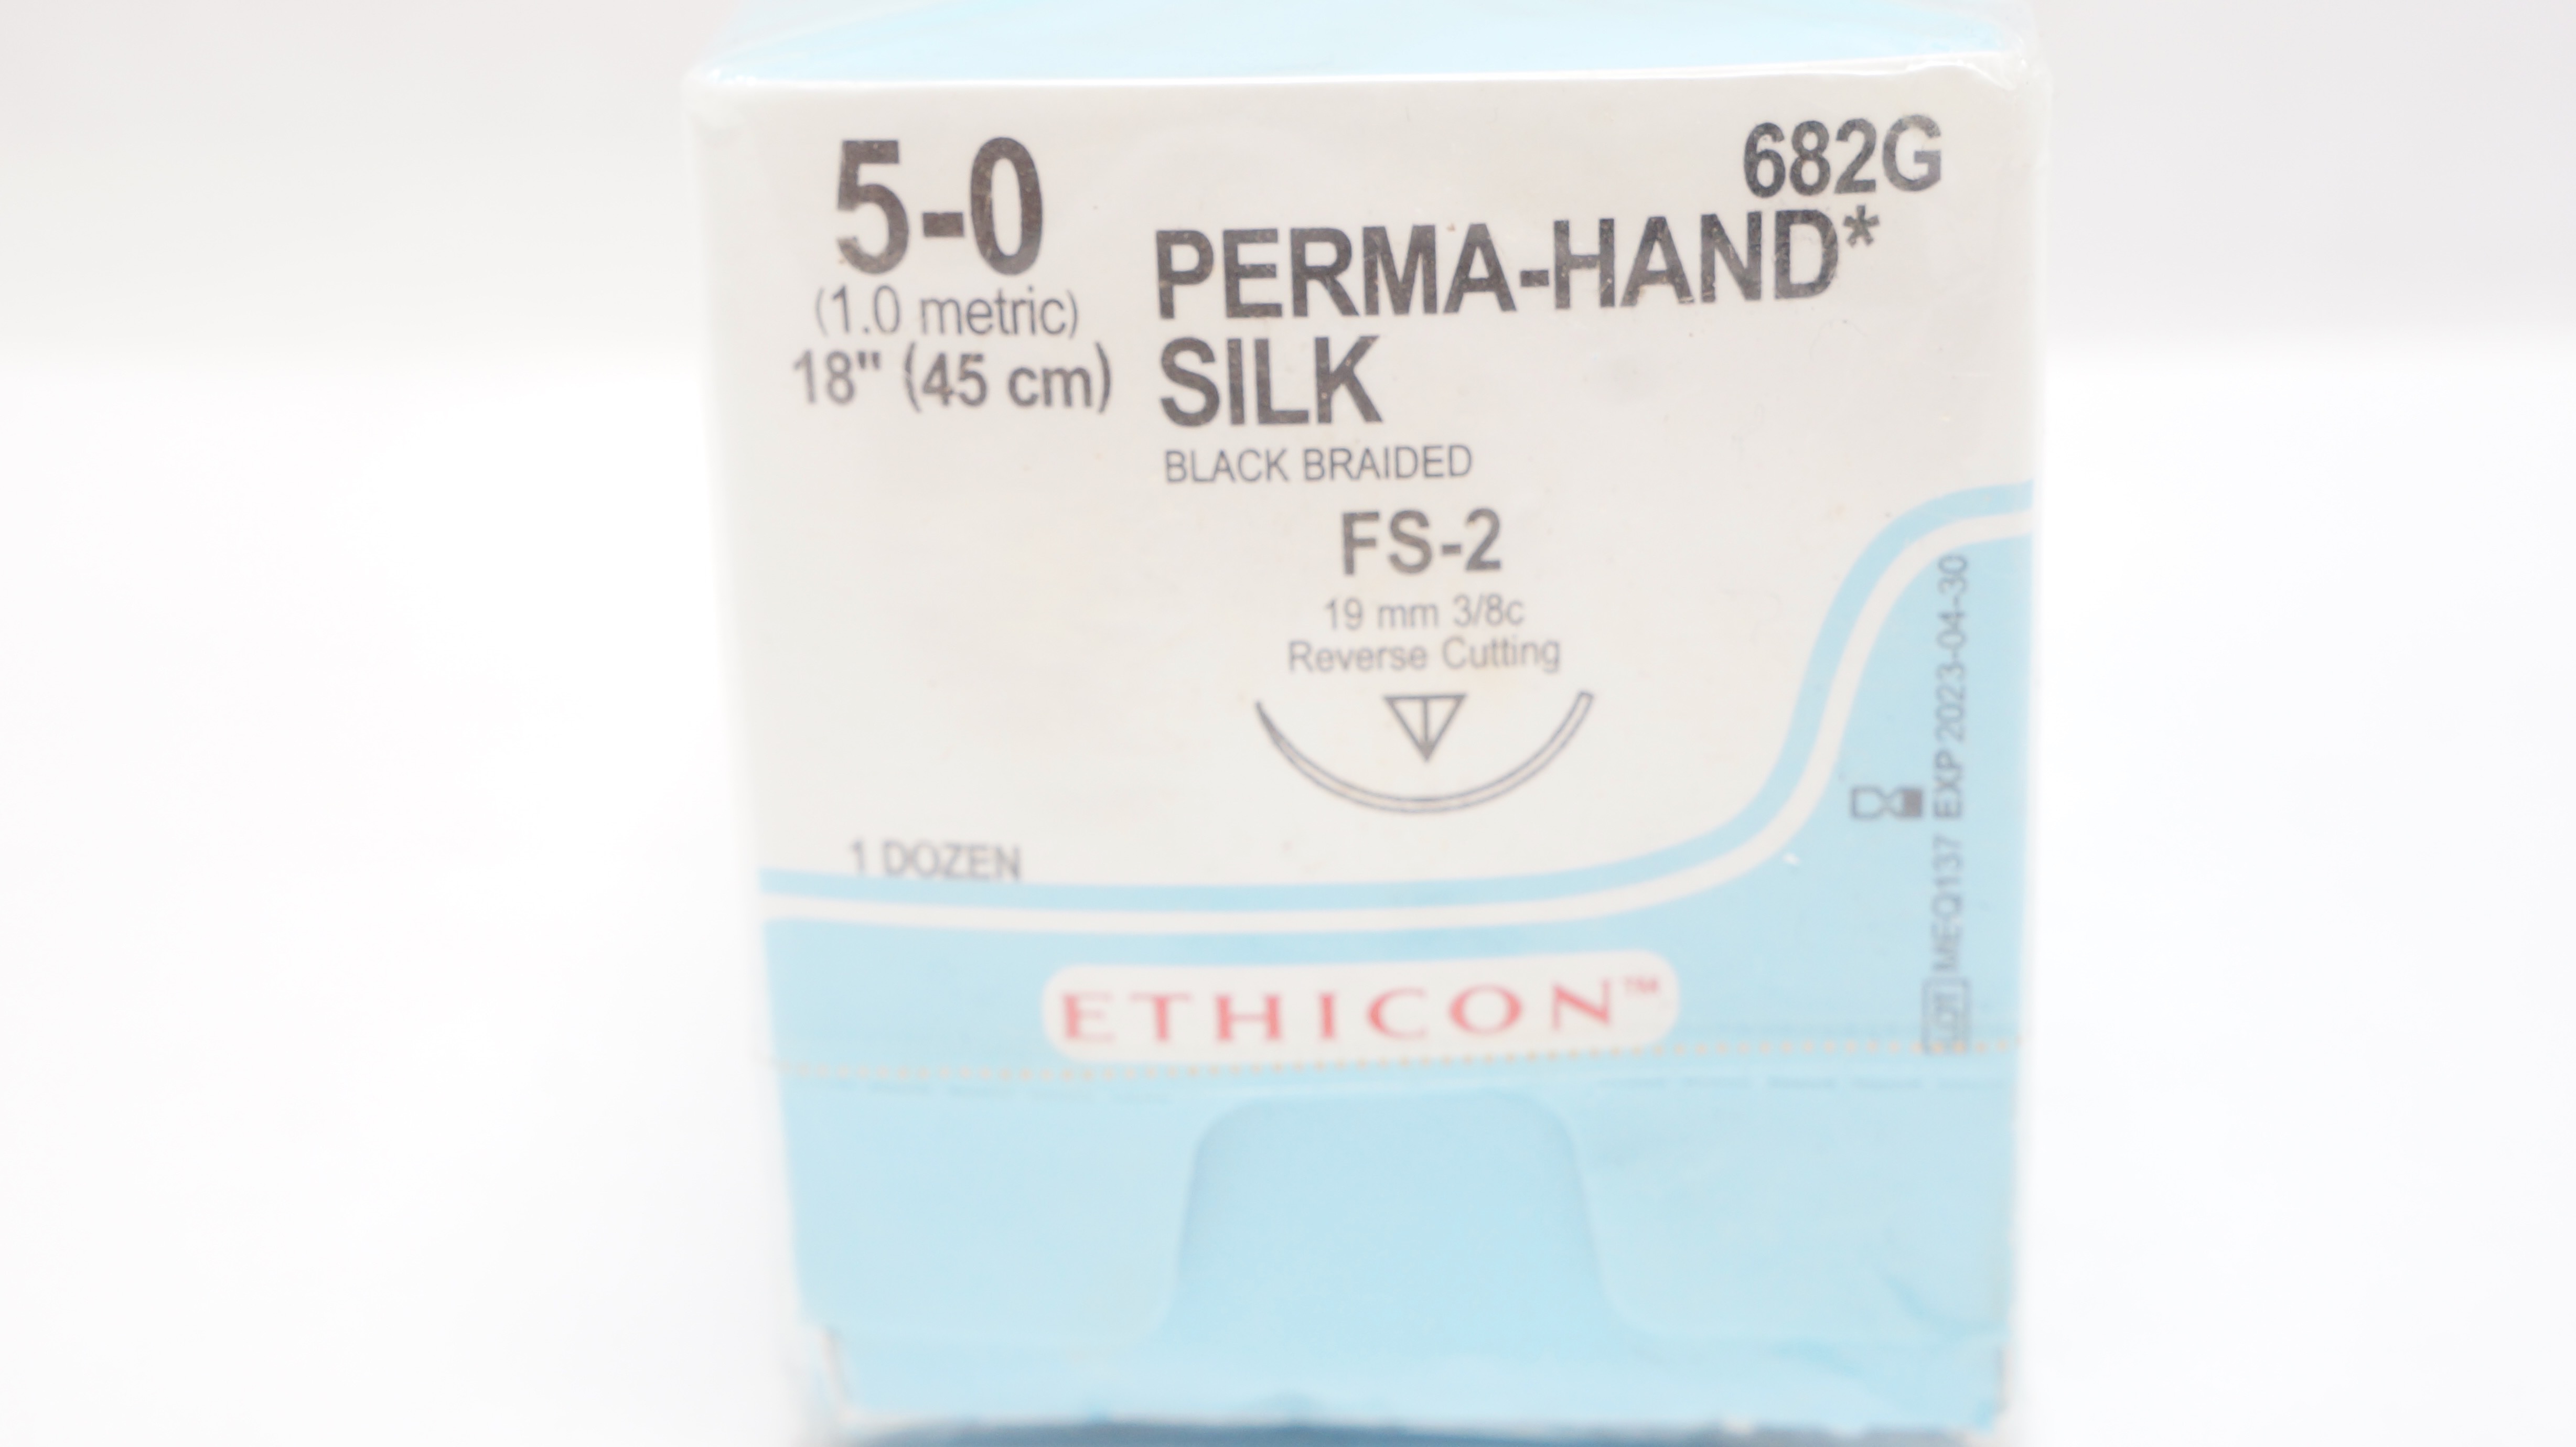 682G
5-0
(1.0 metric)
18" (45 cm)
PERMA-HAND*
SILK
BLACK BRAIDED
FS-2
19 mm 3/8c
Reverse Cutting
1 DOZEN
ETHICON™
LOT MEQ137 EXP 2023-04-30